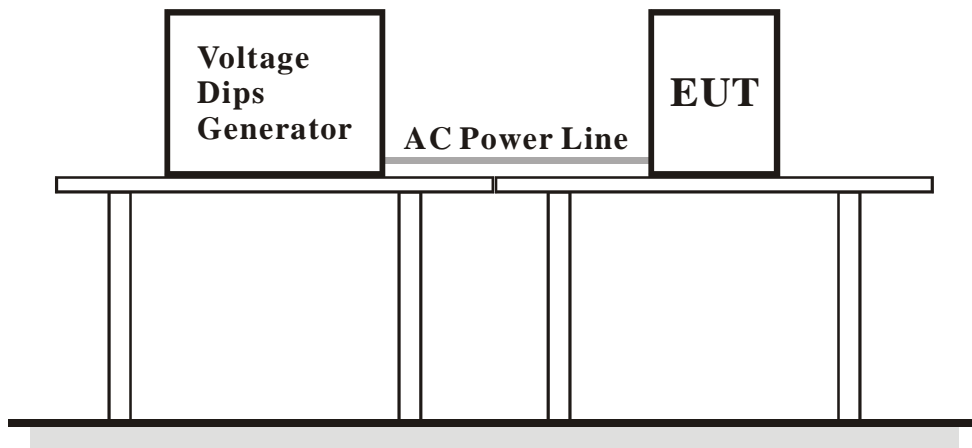 Voltage
Dips
Generator
AC Power Line
EUT